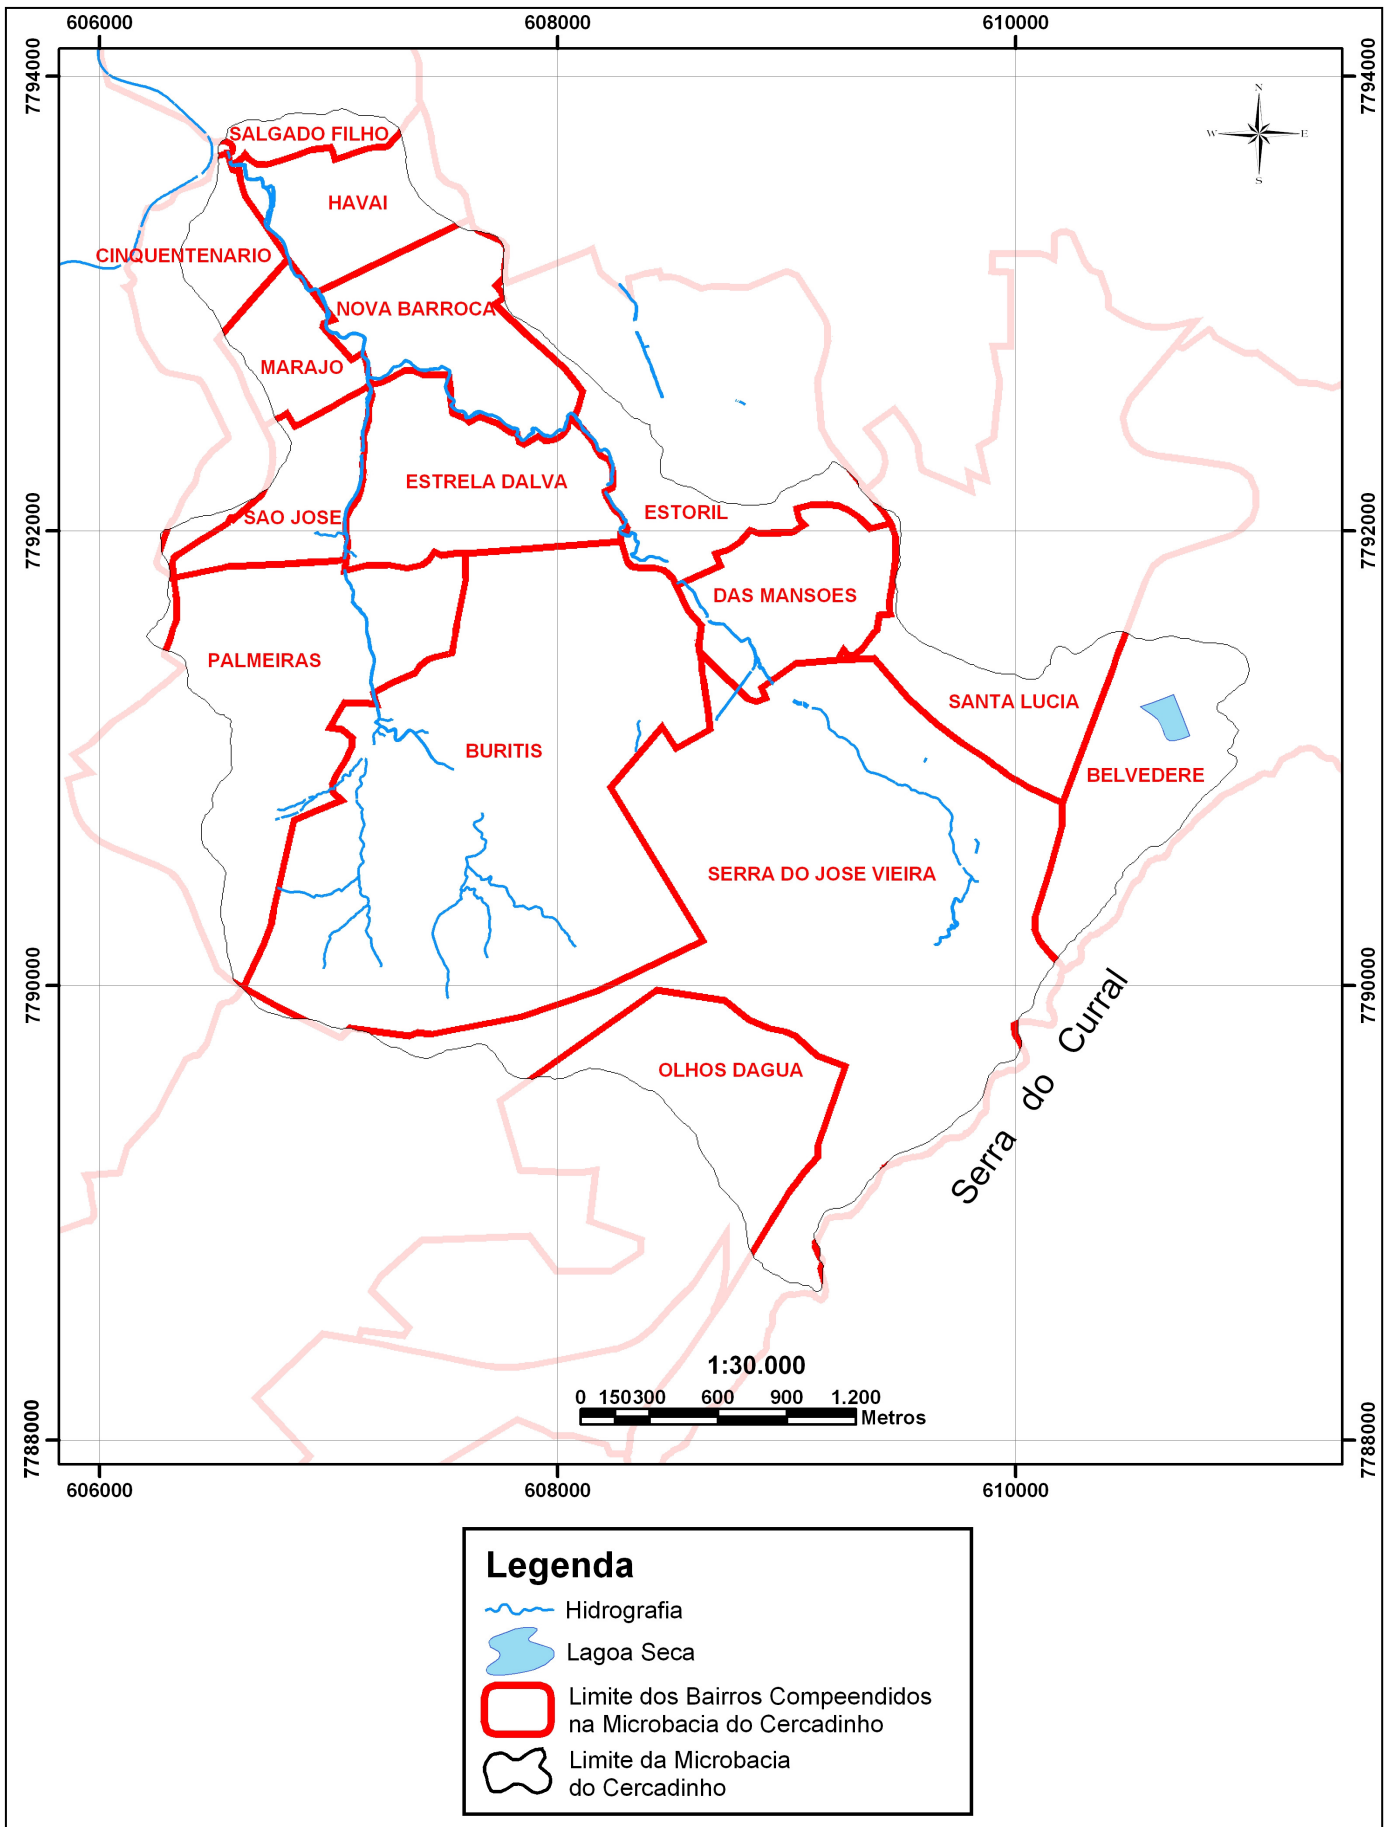 606000 608000 610000
7794000 7794000
N
W E
S
SALGADO FILHO
HAVAI
CINQUENTENARIO
NOVA BARROCA
MARAJO
ESTRELA DALVA
SAO JOSE
ESTORIL
7792000 7792000
DAS MANSOES
PALMEIRAS
SANTA LUCIA
BURITIS
BELVEDERE
SERRA DO JOSE VIEIRA
7790000 7790000
OLHOS DAGUA
Serra do Curral
1:30.000
0 150 300 600 900 1.200
Metros
7788000 7788000
606000 608000 610000
Legenda
Hidrografia
Lagoa Seca
Limite dos Bairros Compeendidos
na Microbacia do Cercadinho
Limite da Microbacia
do Cercadinho